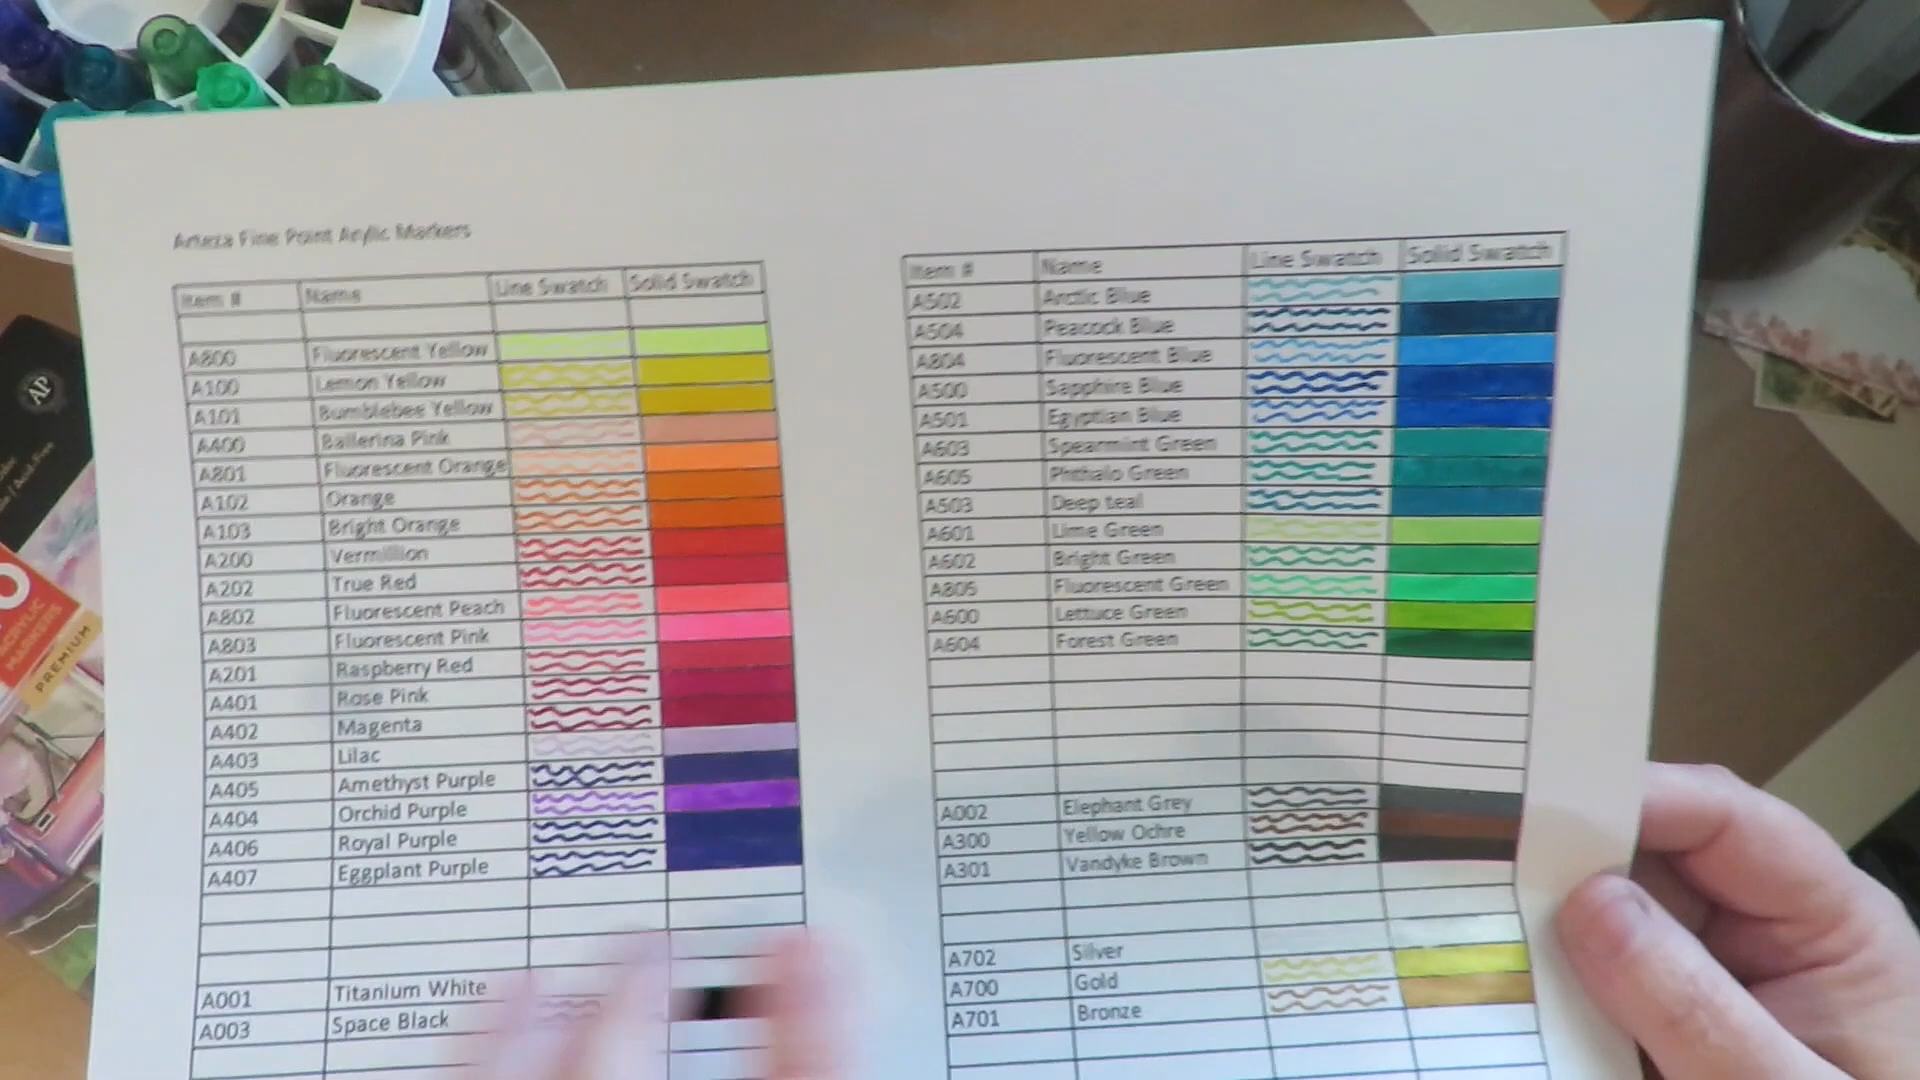 Arteza Fine Point Arylic Markers
Item # Name Line Swatch Solid Swatch
A800 Fluorescent Yellow
A100 Lemon Yellow
A101 Bumblebee Yellow
A400 Ballerina Pink
A801 Fluorescent Orange
A102 Orange
A103 Bright Orange
A200 Vermillion
A202 True Red
A802 Fluorescent Peach
A803 Fluorescent Pink
A201 Raspberry Red
A401 Rose Pink
A402 Magenta
A403 Lilac
A405 Amethyst Purple
A404 Orchid Purple
A406 Royal Purple
A407 Eggplant Purple
A001 Titanium White
A003 Space Black
Item # Name Line Swatch Solid Swatch
A502 Arctic Blue
A504 Peacock Blue
A804 Fluorescent Blue
A500 Sapphire Blue
A501 Egyptian Blue
A603 Spearmint Green
A605 Phthalo Green
A503 Deep teal
A601 Lime Green
A602 Bright Green
A805 Fluorescent Green
A600 Lettuce Green
A604 Forest Green
A002 Elephant Grey
A300 Yellow Ochre
A301 Vandyke Brown
A702 Silver
A700 Gold
A701 Bronze
AP
ACRYLIC
MARKERS
PREMIUM